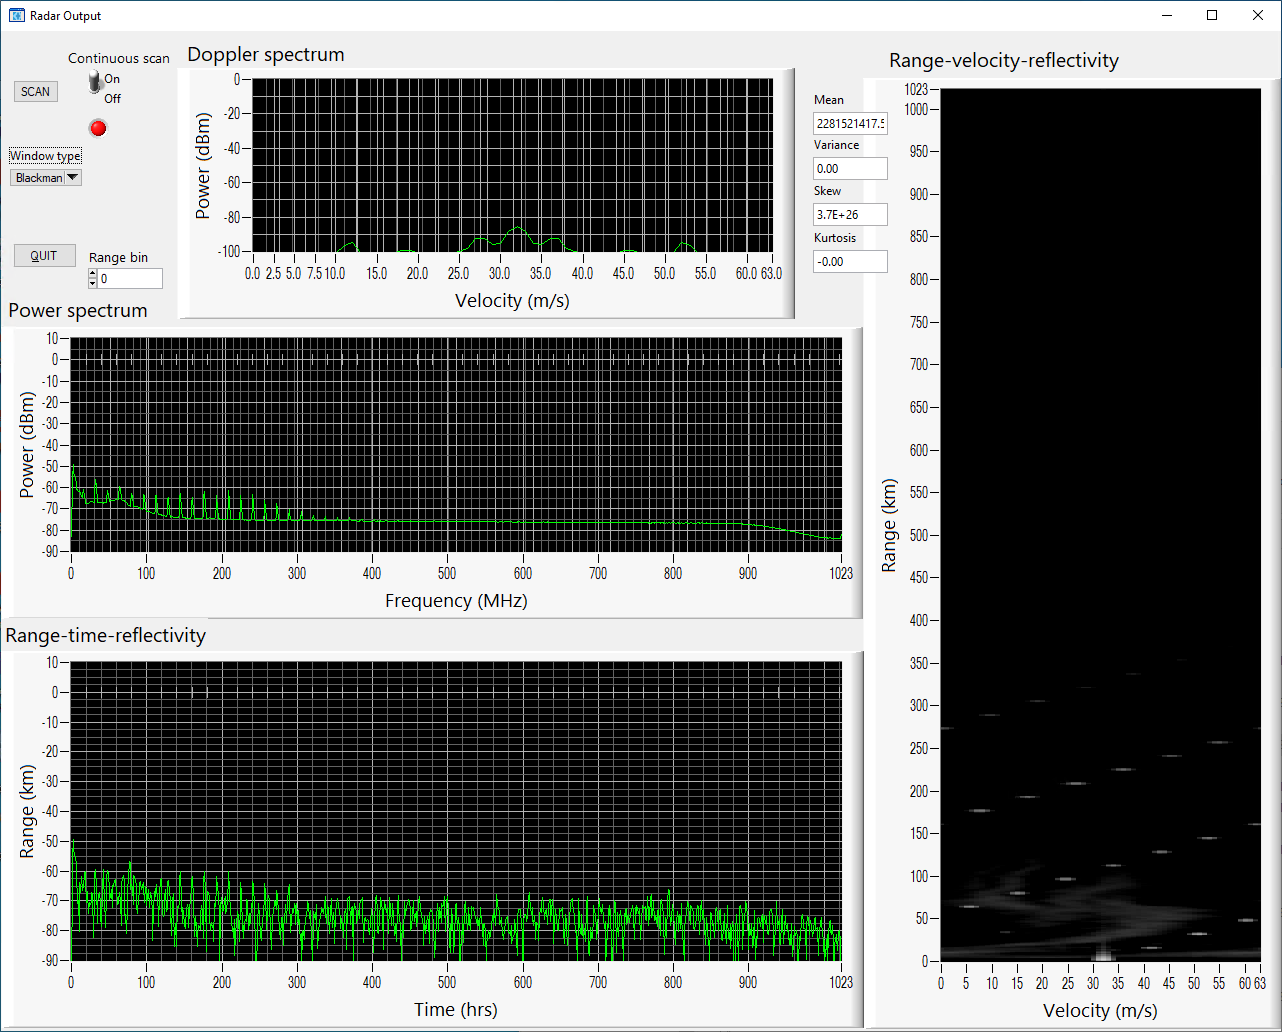 Radar Output
Continuous scan
On
Off
SCAN
Window type
Blackman
QUIT
Range bin
0
Doppler spectrum
Power (dBm)
0
-20
-40
-60
-80
-100
0.0 2.5 5.0 7.5 10.0 15.0 20.0 25.0 30.0 35.0 40.0 45.0 50.0 55.0 60.0 63.0
Velocity (m/s)
Mean
2281521417.
Variance
0.00
Skew
3.7E+26
Kurtosis
-0.00
Power spectrum
Power (dBm)
10
0
-10
-20
-30
-40
-50
-60
-70
-80
-90
0 100 200 300 400 500 600 700 800 900 1023
Frequency (MHz)
Range-time-reflectivity
Range (km)
10
0
-10
-20
-30
-40
-50
-60
-70
-80
-90
0 100 200 300 400 500 600 700 800 900 1023
Time (hrs)
Range-velocity-reflectivity
Range (km)
1023
1000
950
900
850
800
750
700
650
600
550
500
450
400
350
300
250
200
150
100
50
0
0 5 10 15 20 25 30 35 40 45 50 55 60 63
Velocity (m/s)